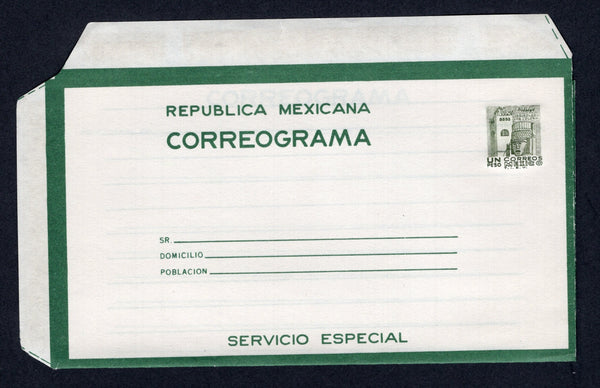 REPUBLICA MEXICANA
CORREOGRAMA
UN CORREOS
PESO
SR.
DOMICILIO
POBLACION
SERVICIO ESPECIAL